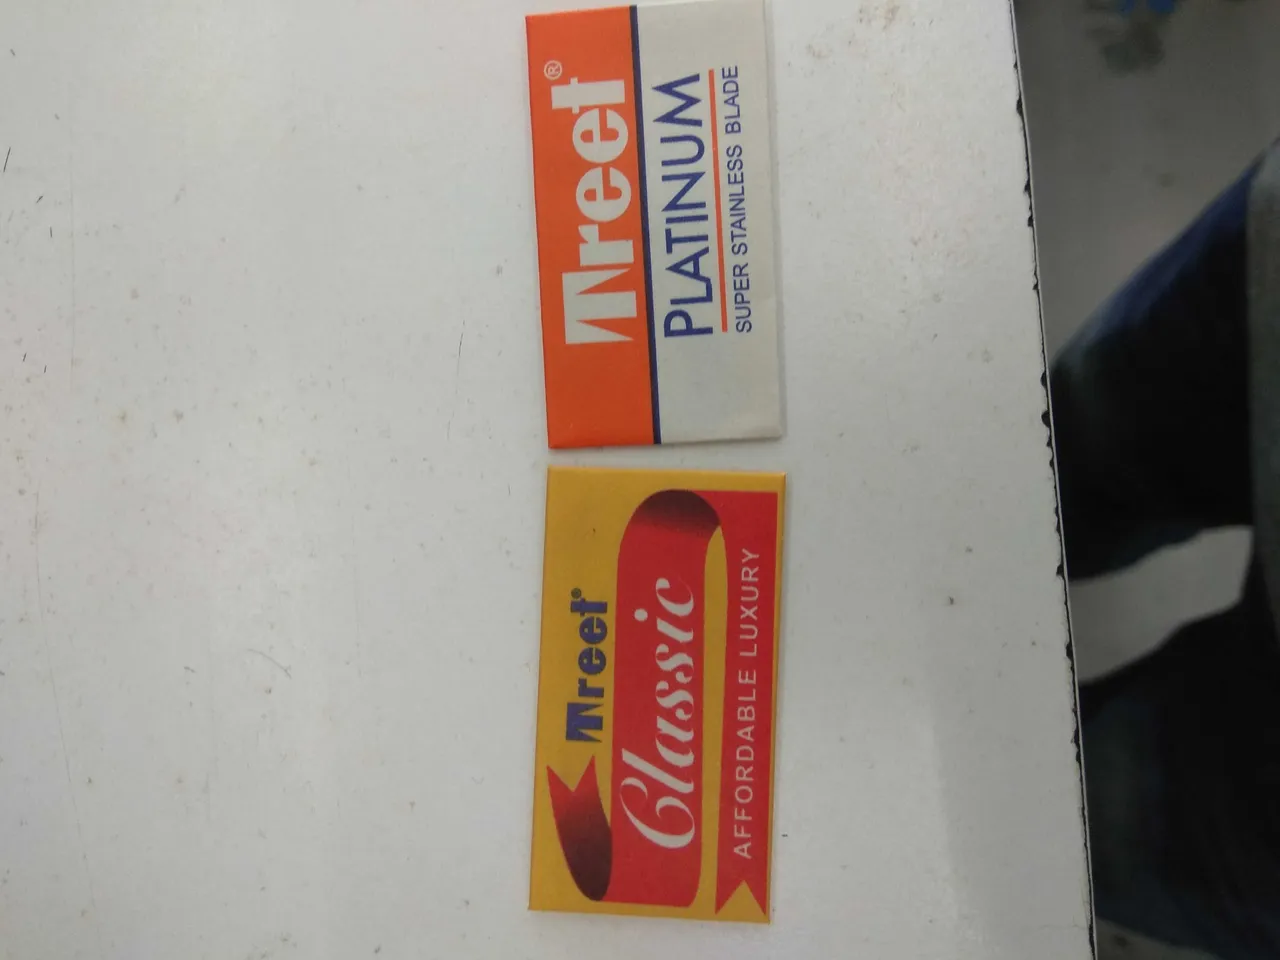 Treet®
PLATINUM
SUPER STAINLESS BLADE
Treet®
Classic
AFFORDABLE LUXURY